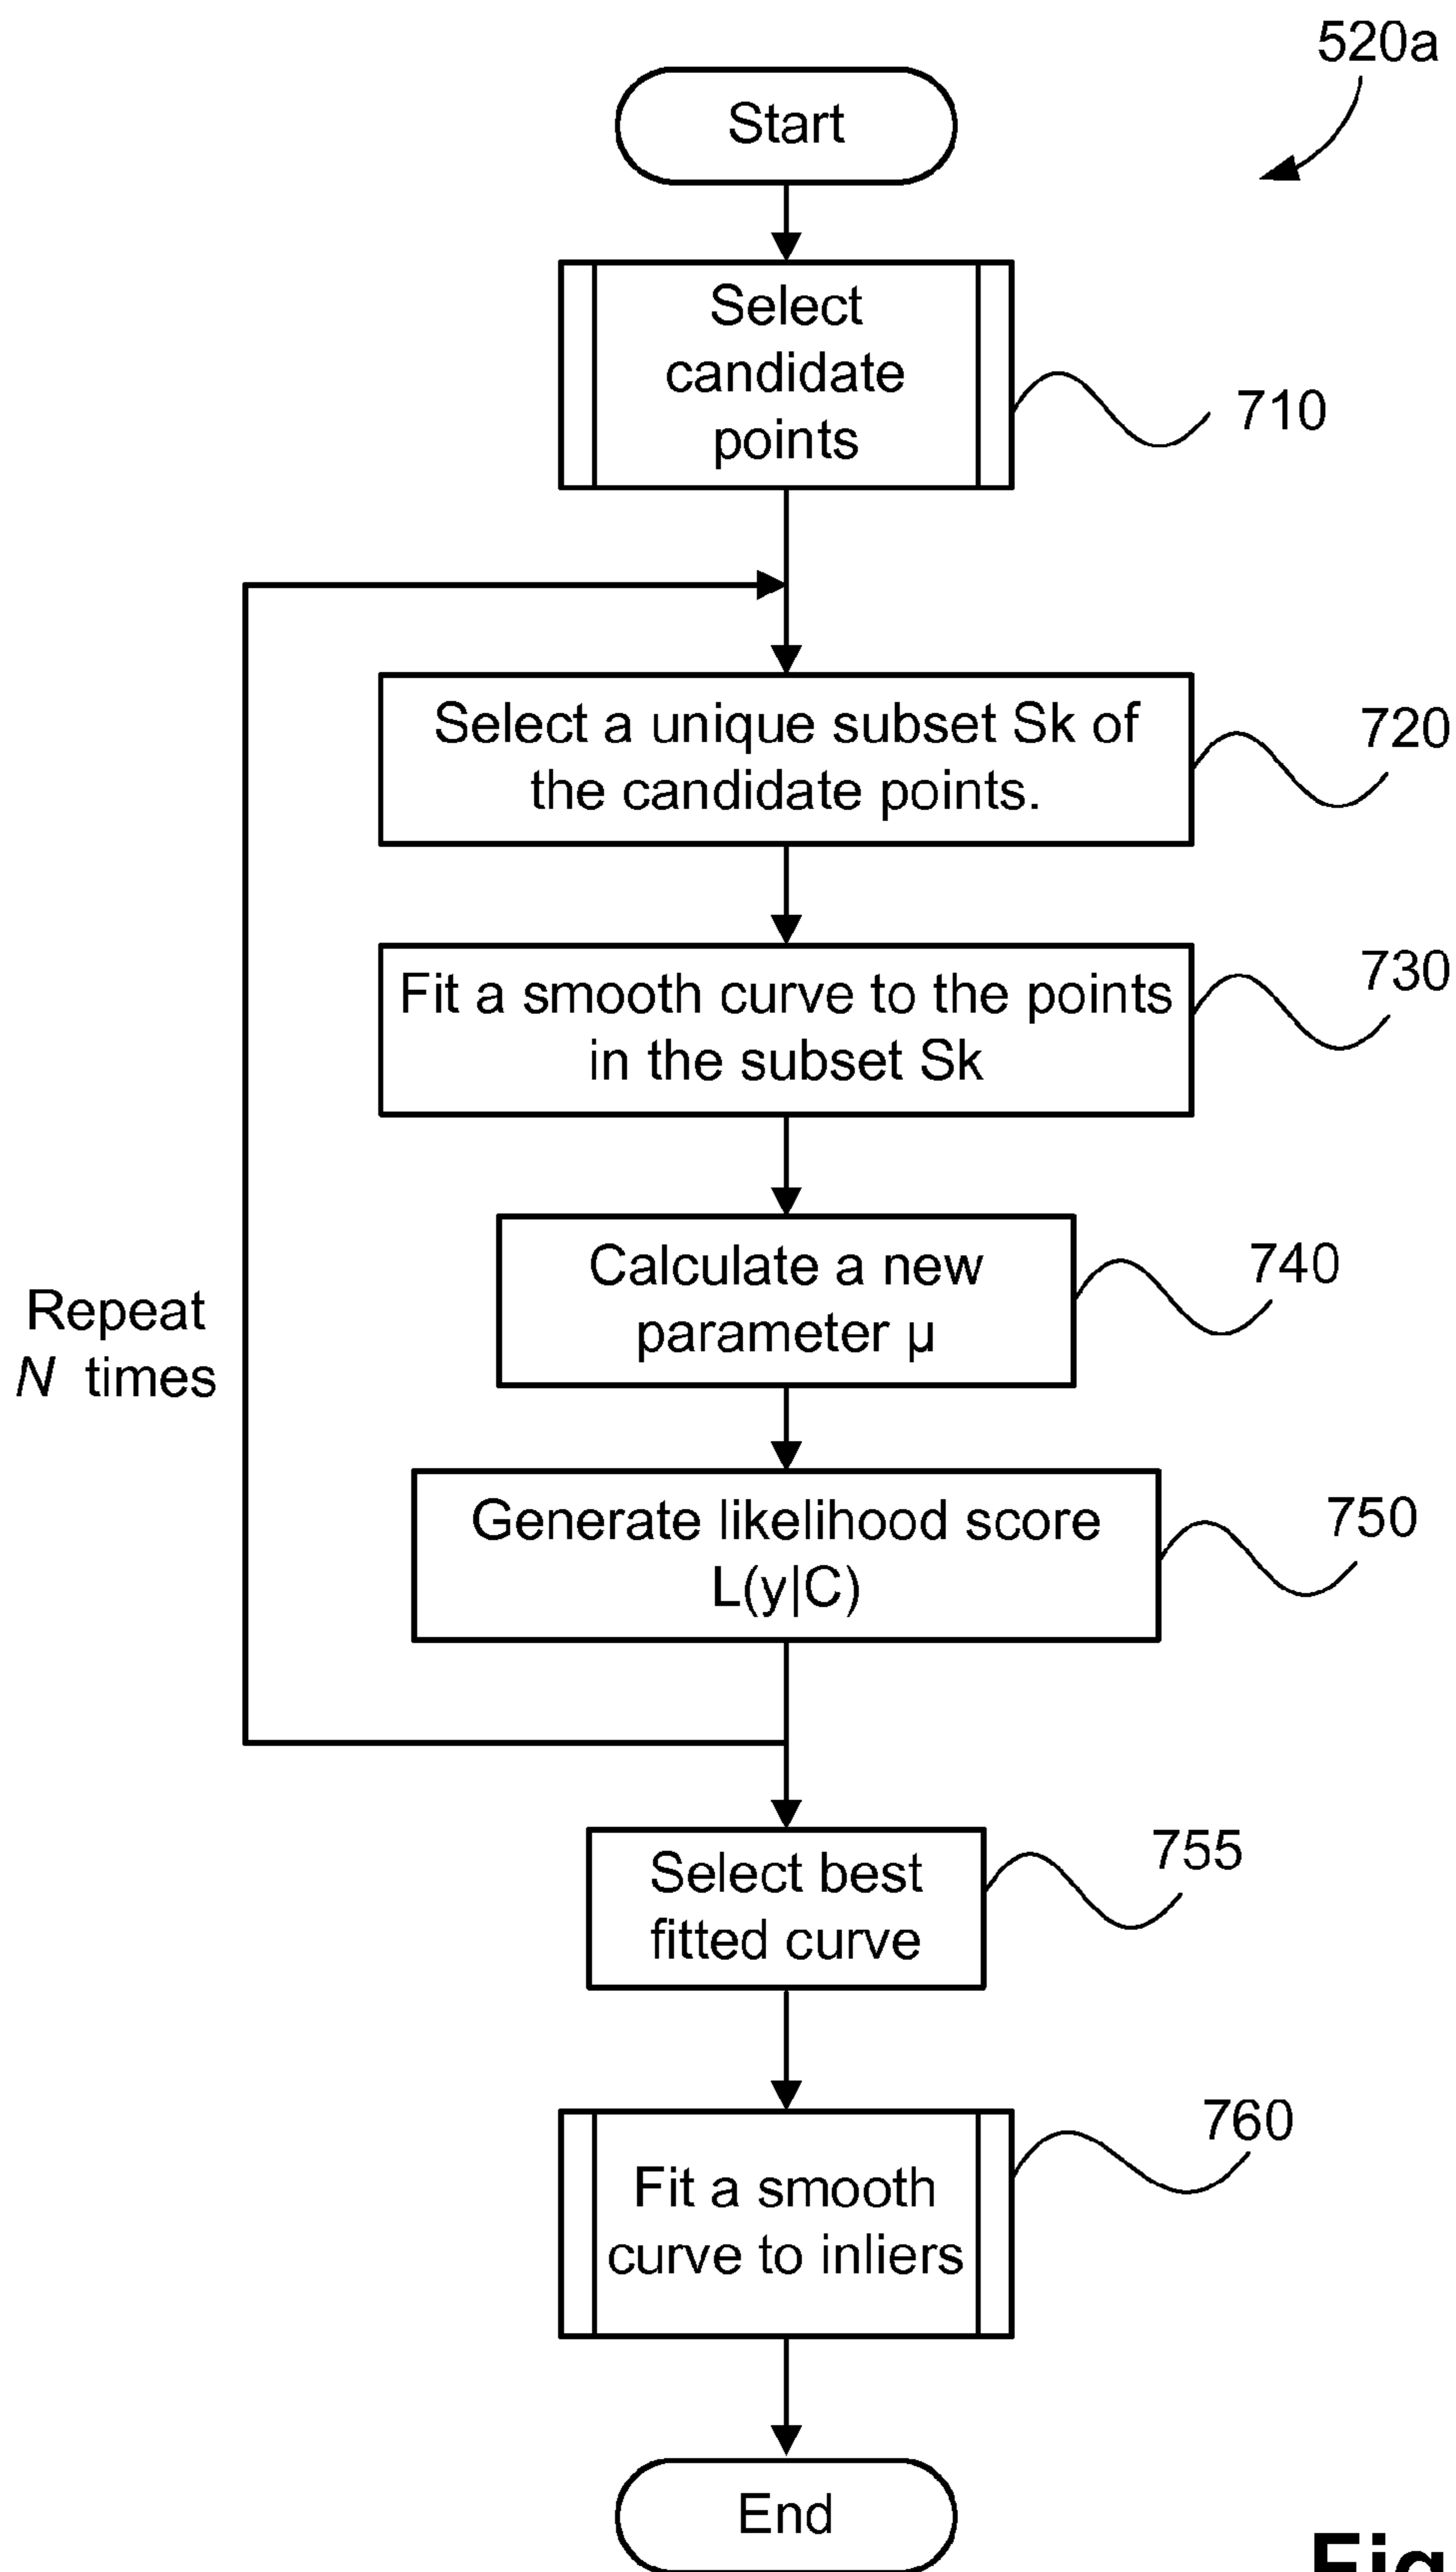 520a
Start
Select
candidate
points
710
Select a unique subset Sk of
the candidate points.
720
Fit a smooth curve to the points
in the subset Sk
730
Calculate a new
parameter µ
740
Repeat
N times
Generate likelihood score
L(y|C)
750
Select best
fitted curve
755
Fit a smooth
curve to inliers
760
End